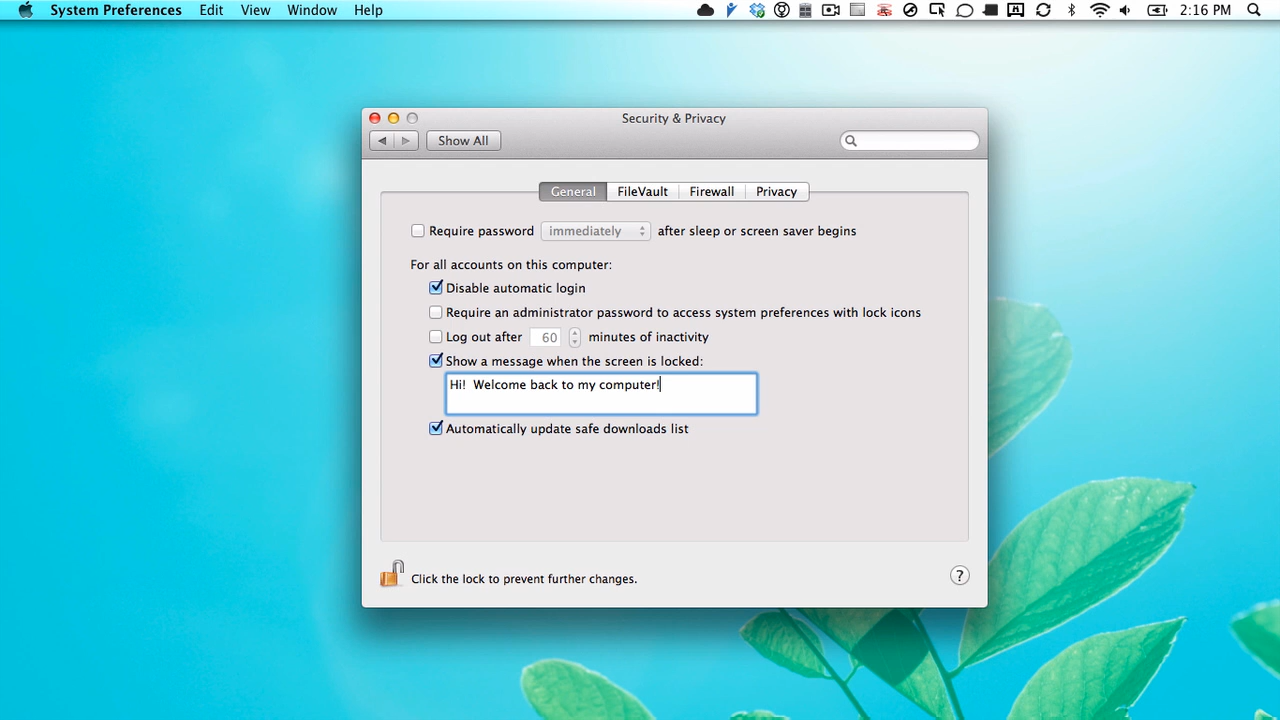 System Preferences Edit View Window Help 2:16 PM
Security & Privacy
Show All
General FileVault Firewall Privacy
Require password immediately after sleep or screen saver begins
For all accounts on this computer:
Disable automatic login
Require an administrator password to access system preferences with lock icons
Log out after 60 minutes of inactivity
Show a message when the screen is locked:
Hi!  Welcome back to my computer!
Automatically update safe downloads list
Click the lock to prevent further changes. ?